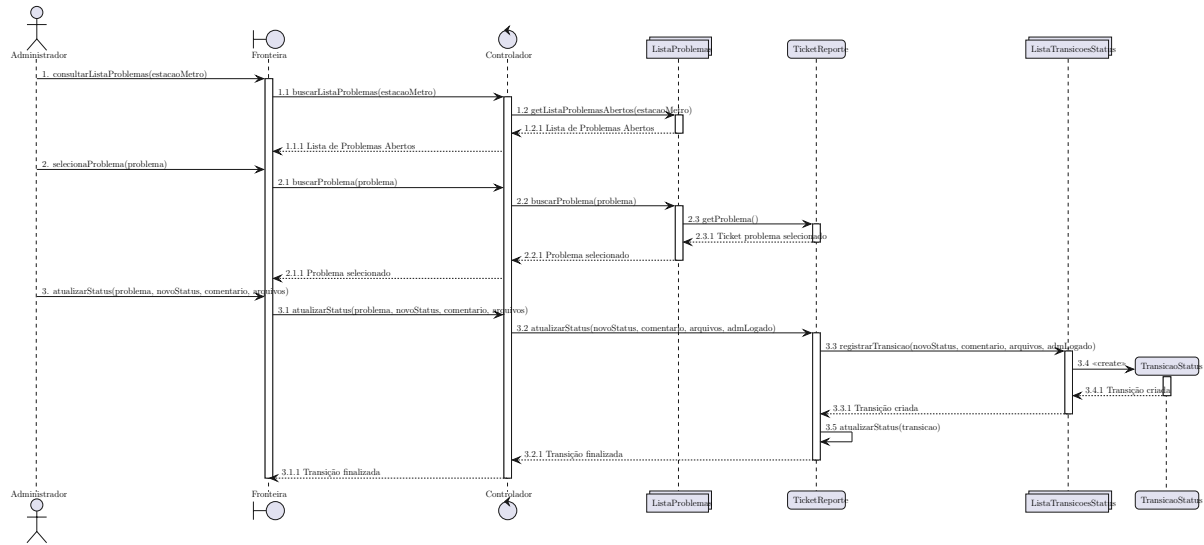 Administrador
Fronteira
Controlador
ListaProblemas
TicketReporte
ListaTransicoesStatus
1. consultarListaProblemas(estacaoMetro)
1.1 buscarListaProblemas(estacaoMetro)
1.2 getListaProblemasAbertos(estacaoMetro)
1.2.1 Lista de Problemas Abertos
1.1.1 Lista de Problemas Abertos
2. selecionaProblema(problema)
2.1 buscarProblema(problema)
2.2 buscarProblema(problema)
2.3 getProblema()
2.3.1 Ticket problema selecionado
2.2.1 Problema selecionado
2.1.1 Problema selecionado
3. atualizarStatus(problema, novoStatus, comentario, arquivos)
3.1 atualizarStatus(problema, novoStatus, comentario, arquivos)
3.2 atualizarStatus(novoStatus, comentario, arquivos, admLogado)
3.3 registrarTransicao(novoStatus, comentario, arquivos, admLogado)
3.4 «create»
TransicaoStatus
3.4.1 Transição criada
3.3.1 Transição criada
3.5 atualizarStatus(transicao)
3.2.1 Transição finalizada
3.1.1 Transição finalizada
Administrador
Fronteira
Controlador
ListaProblemas
TicketReporte
ListaTransicoesStatus
TransicaoStatus